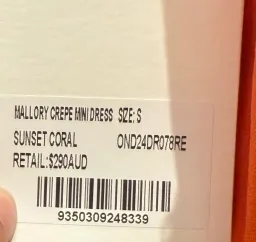 MALLORY CREPE MINI DRESS SIZE: S
SUNSET CORAL OND24DR078RE
RETAIL:$290AUD
9350309248339